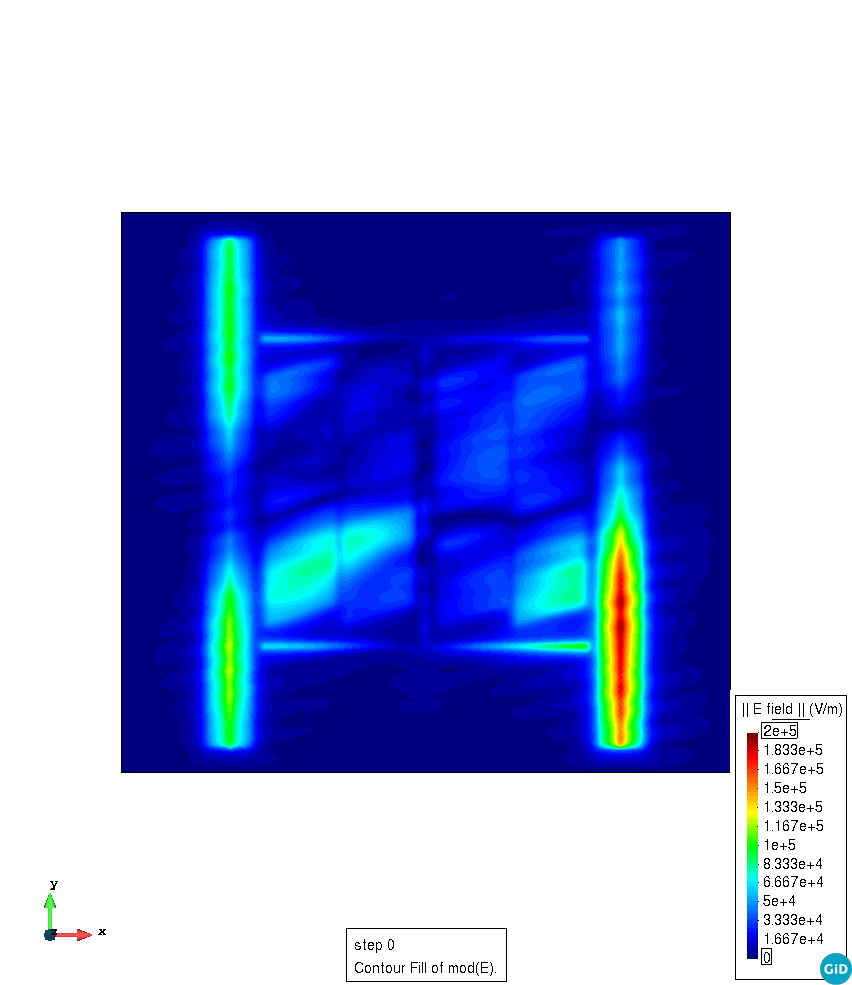 || E field || (V/m)
2e+5
1.833e+5
1.667e+5
1.5e+5
1.333e+5
1.167e+5
1e+5
8.333e+4
6.667e+4
5e+4
3.333e+4
1.667e+4
0
GiD
y
z x
step 0
Contour Fill of mod(E).